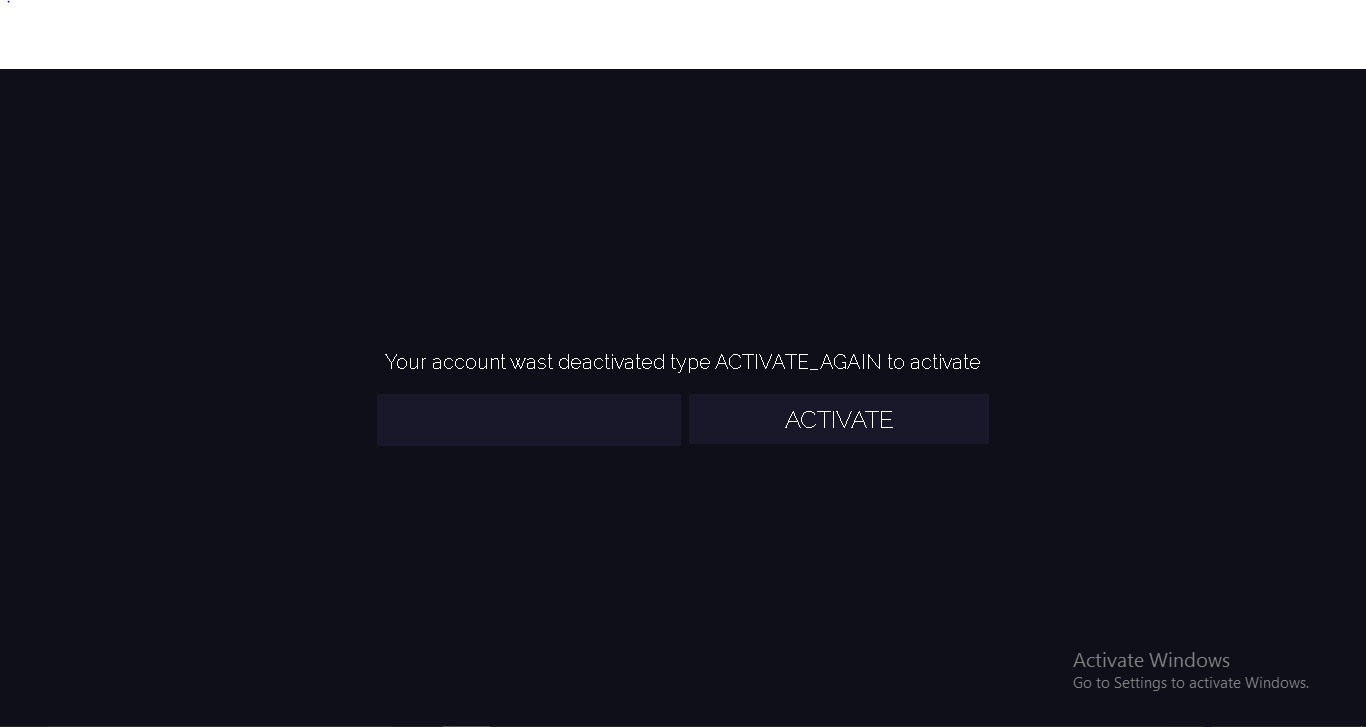 Your account wast deactivated type ACTIVATE_AGAIN to activate
ACTIVATE
Activate Windows
Go to Settings to activate Windows.